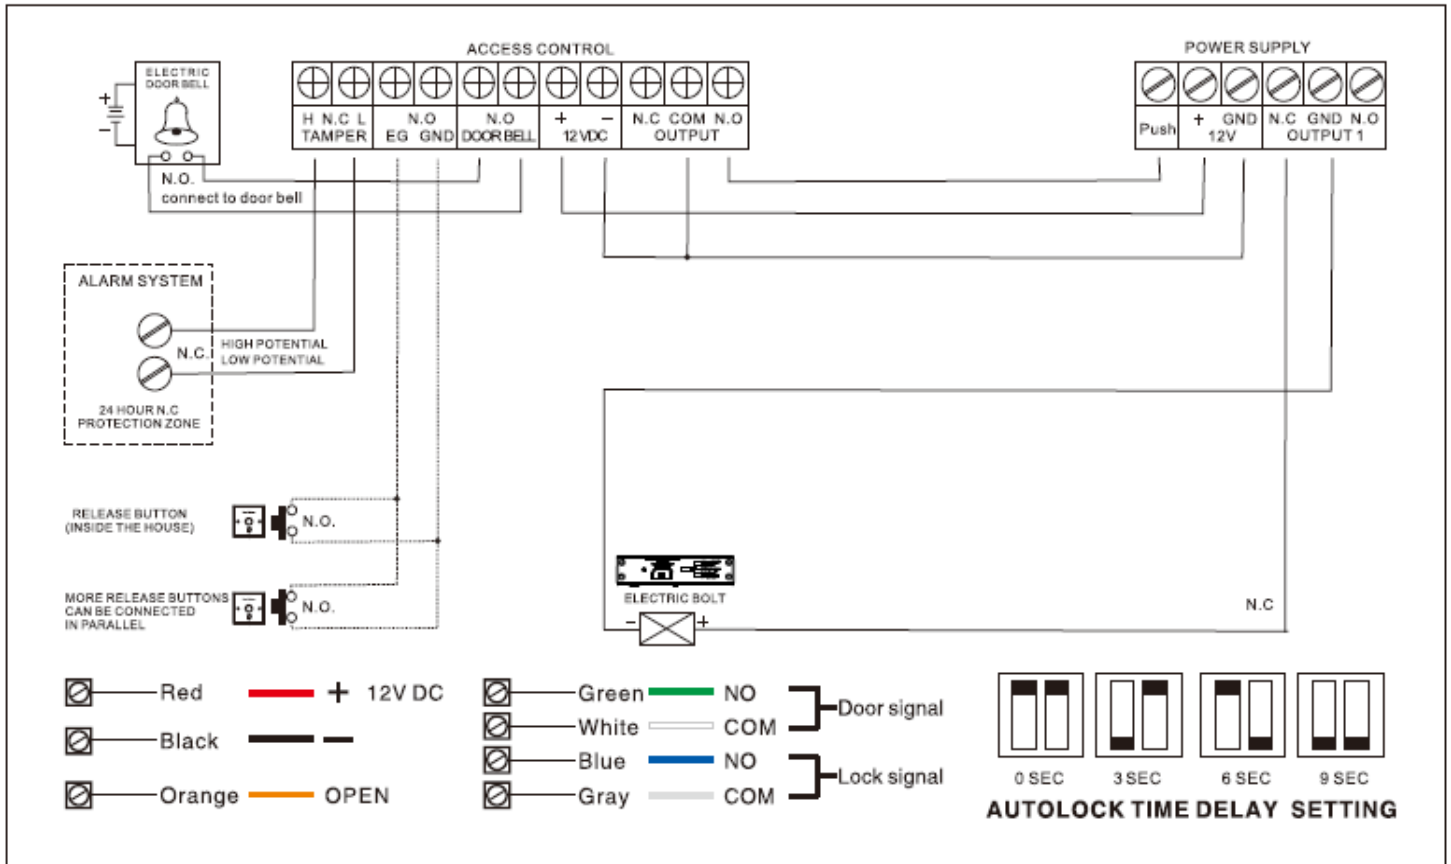 ACCESS CONTROL
POWER SUPPLY
ELECTRIC
DOOR BELL
+
−
H N.C L
TAMPER
N.O
EG GND
N.O
DOOR BELL
+ −
12VDC
N.C COM N.O
OUTPUT
Push
+ GND
12V
N.C GND N.O
OUTPUT 1
N.O.
connect to door bell
ALARM SYSTEM
N.C.
HIGH POTENTIAL
LOW POTENTIAL
24 HOUR N.C
PROTECTION ZONE
RELEASE BUTTON
(INSIDE THE HOUSE)
N.O.
MORE RELEASE BUTTONS
CAN BE CONNECTED
IN PARALLEL
N.O.
ELECTRIC BOLT
− +
N.C
Red + 12V DC
Black −
Orange OPEN
Green NO
White COM
Door signal
Blue NO
Gray COM
Lock signal
0 SEC 3 SEC 6 SEC 9 SEC
AUTOLOCK TIME DELAY SETTING